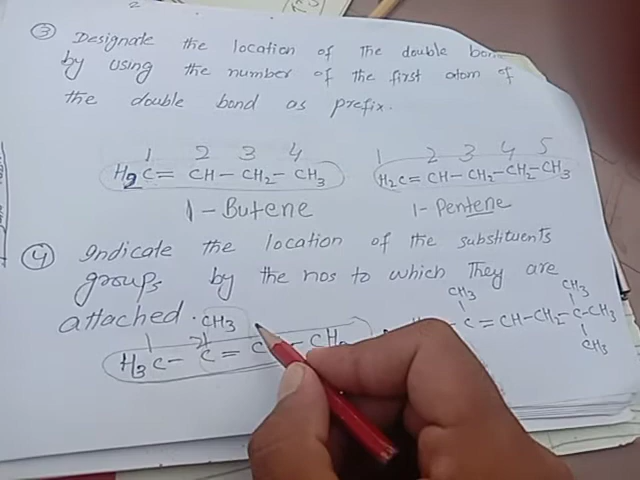 ③ Designate the location of the double
by using the number of the first atom of
the double bond as prefix.
1 2 3 4
H2C = CH - CH2 - CH3
1 2 3 4 5
H2C = CH - CH2 - CH2 - CH3
1 - Butene
1 - Pentene
④ Indicate the location of the substituents
groups by the nos to which they are
attached.
CH3
1 2
H3C - C = C - CH3
CH3 CH3
C = CH - CH2 - C - CH3
CH3